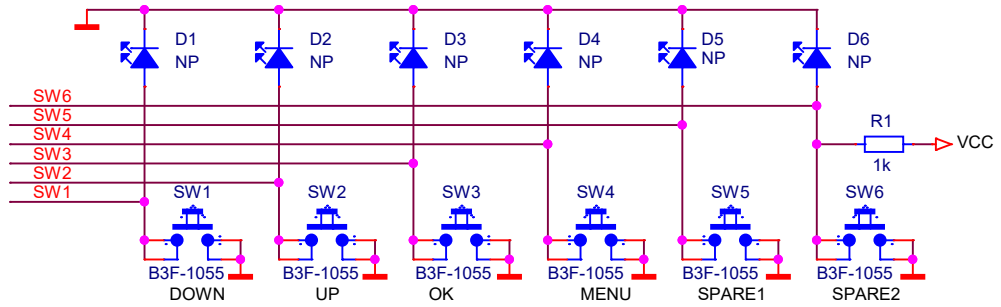 D1
NP
D2
NP
D3
NP
D4
NP
D5
NP
D6
NP
SW6
SW5
SW4
SW3
SW2
SW1
R1
1k
VCC
SW1
SW2
SW3
SW4
SW5
SW6
B3F-1055
B3F-1055
B3F-1055
B3F-1055
B3F-1055
B3F-1055
DOWN
UP
OK
MENU
SPARE1
SPARE2